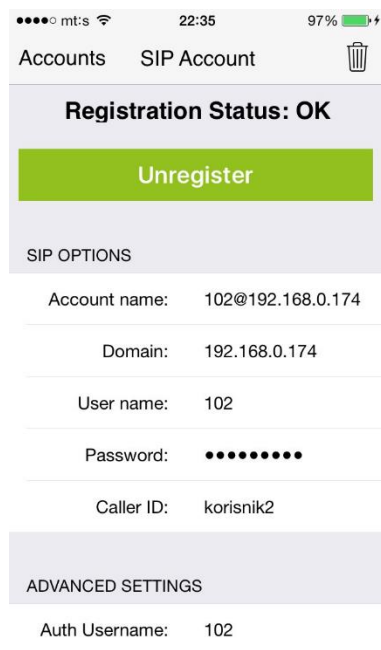 mt:s 22:35 97%
Accounts SIP Account
Registration Status: OK
Unregister
SIP OPTIONS
Account name: 102@192.168.0.174
Domain: 192.168.0.174
User name: 102
Password: ●●●●●●●●●
Caller ID: korisnik2
ADVANCED SETTINGS
Auth Username: 102